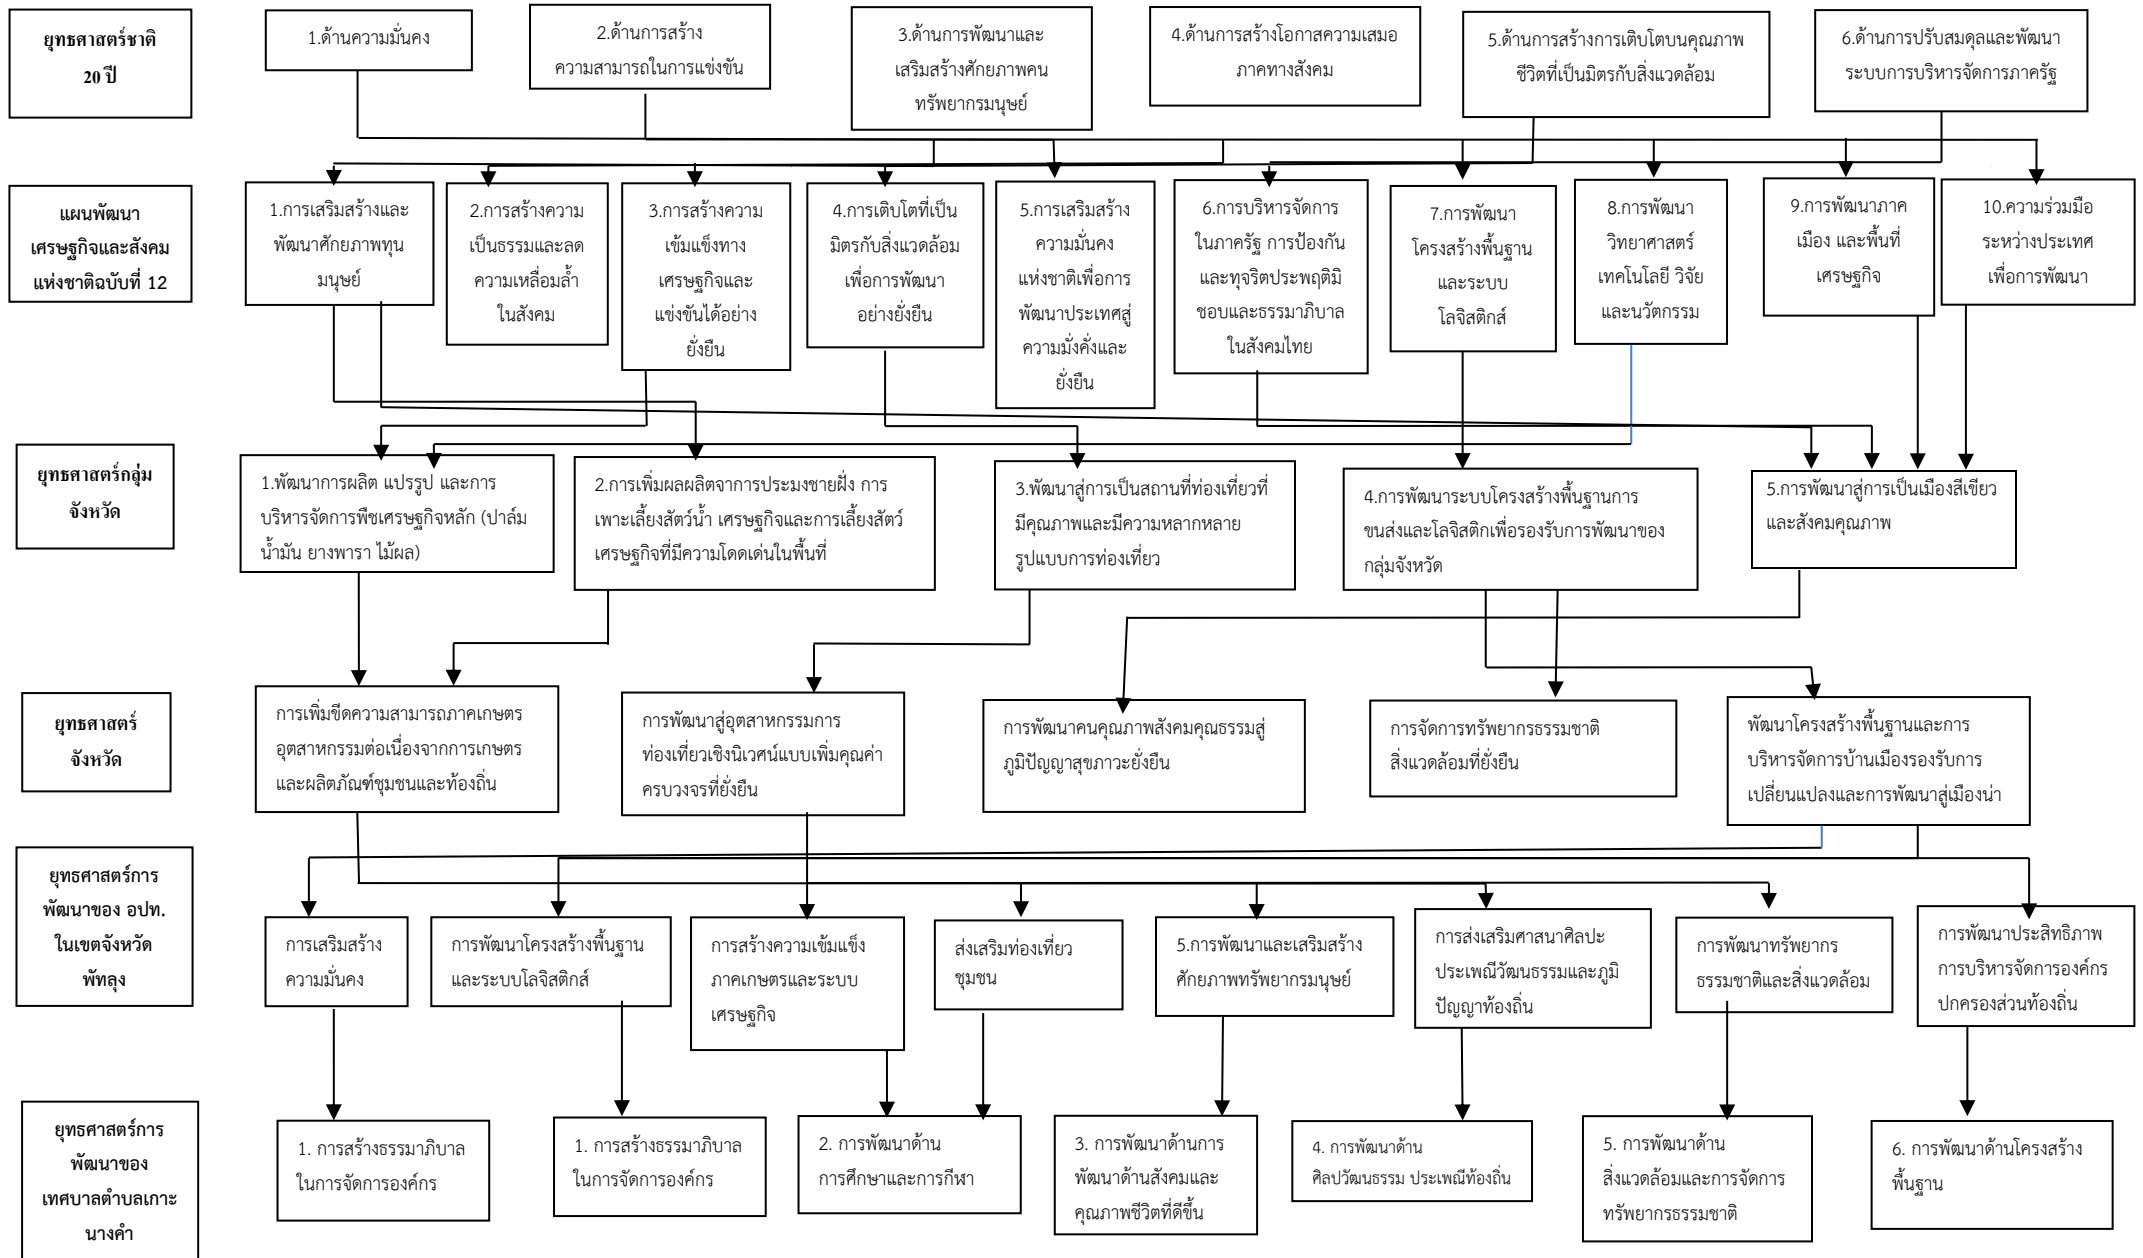 ยุทธศาสตร์ชาติ
20 ปี
1.ด้านความมั่นคง
2.ด้านการสร้าง
ความสามารถในการแข่งขัน
3.ด้านการพัฒนาและ
เสริมสร้างศักยภาพคน
ทรัพยากรมนุษย์
4.ด้านการสร้างโอกาสความเสมอ
ภาคทางสังคม
5.ด้านการสร้างการเติบโตบนคุณภาพ
ชีวิตที่เป็นมิตรกับสิ่งแวดล้อม
6.ด้านการปรับสมดุลและพัฒนา
ระบบการบริหารจัดการภาครัฐ
แผนพัฒนา
เศรษฐกิจและสังคม
แห่งชาติฉบับที่ 12
1.การเสริมสร้างและ
พัฒนาศักยภาพทุน
มนุษย์
2.การสร้างความ
เป็นธรรมและลด
ความเหลื่อมล้ำ
ในสังคม
3.การสร้างความ
เข้มแข็งทาง
เศรษฐกิจและ
แข่งขันได้อย่าง
ยั่งยืน
4.การเติบโตที่เป็น
มิตรกับสิ่งแวดล้อม
เพื่อการพัฒนา
อย่างยั่งยืน
5.การเสริมสร้าง
ความมั่นคง
แห่งชาติเพื่อการ
พัฒนาประเทศสู่
ความมั่งคั่งและ
ยั่งยืน
6.การบริหารจัดการ
ในภาครัฐ การป้องกัน
และทุจริตประพฤติมิ
ชอบและธรรมาภิบาล
ในสังคมไทย
7.การพัฒนา
โครงสร้างพื้นฐาน
และระบบ
โลจิสติกส์
8.การพัฒนา
วิทยาศาสตร์
เทคโนโลยี วิจัย
และนวัตกรรม
9.การพัฒนาภาค
เมือง และพื้นที่
เศรษฐกิจ
10.ความร่วมมือ
ระหว่างประเทศ
เพื่อการพัฒนา
ยุทธศาสตร์กลุ่ม
จังหวัด
1.พัฒนาการผลิต แปรรูป และการ
บริหารจัดการพืชเศรษฐกิจหลัก (ปาล์ม
น้ำมัน ยางพารา ไม้ผล)
2.การเพิ่มผลผลิตจาการประมงชายฝั่ง การ
เพาะเลี้ยงสัตว์น้ำ เศรษฐกิจและการเลี้ยงสัตว์
เศรษฐกิจที่มีความโดดเด่นในพื้นที่
3.พัฒนาสู่การเป็นสถานที่ท่องเที่ยวที่
มีคุณภาพและมีความหลากหลาย
รูปแบบการท่องเที่ยว
4.การพัฒนาระบบโครงสร้างพื้นฐานการ
ขนส่งและโลจิสติกเพื่อรองรับการพัฒนาของ
กลุ่มจังหวัด
5.การพัฒนาสู่การเป็นเมืองสีเขียว
และสังคมคุณภาพ
ยุทธศาสตร์
จังหวัด
การเพิ่มขีดความสามารถภาคเกษตร
อุตสาหกรรมต่อเนื่องจากการเกษตร
และผลิตภัณฑ์ชุมชนและท้องถิ่น
การพัฒนาสู่อุตสาหกรรมการ
ท่องเที่ยวเชิงนิเวศน์แบบเพิ่มคุณค่า
ครบวงจรที่ยั่งยืน
การพัฒนาคนคุณภาพสังคมคุณธรรมสู่
ภูมิปัญญาสุขภาวะยั่งยืน
การจัดการทรัพยากรธรรมชาติ
สิ่งแวดล้อมที่ยั่งยืน
พัฒนาโครงสร้างพื้นฐานและการ
บริหารจัดการบ้านเมืองรองรับการ
เปลี่ยนแปลงและการพัฒนาสู่เมืองน่า
ยุทธศาสตร์การ
พัฒนาของ อปท.
ในเขตจังหวัด
พัทลุง
การเสริมสร้าง
ความมั่นคง
การพัฒนาโครงสร้างพื้นฐาน
และระบบโลจิสติกส์
การสร้างความเข้มแข็ง
ภาคเกษตรและระบบ
เศรษฐกิจ
ส่งเสริมท่องเที่ยว
ชุมชน
5.การพัฒนาและเสริมสร้าง
ศักยภาพทรัพยากรมนุษย์
การส่งเสริมศาสนาศิลปะ
ประเพณีวัฒนธรรมและภูมิ
ปัญญาท้องถิ่น
การพัฒนาทรัพยากร
ธรรมชาติและสิ่งแวดล้อม
การพัฒนาประสิทธิภาพ
การบริหารจัดการองค์กร
ปกครองส่วนท้องถิ่น
ยุทธศาสตร์การ
พัฒนาของ
เทศบาลตำบลเกาะ
นางคำ
1. การสร้างธรรมาภิบาล
ในการจัดการองค์กร
1. การสร้างธรรมาภิบาล
ในการจัดการองค์กร
2. การพัฒนาด้าน
การศึกษาและการกีฬา
3. การพัฒนาด้านการ
พัฒนาด้านสังคมและ
คุณภาพชีวิตที่ดีขึ้น
4. การพัฒนาด้าน
ศิลปวัฒนธรรม ประเพณีท้องถิ่น
5. การพัฒนาด้าน
สิ่งแวดล้อมและการจัดการ
ทรัพยากรธรรมชาติ
6. การพัฒนาด้านโครงสร้าง
พื้นฐาน